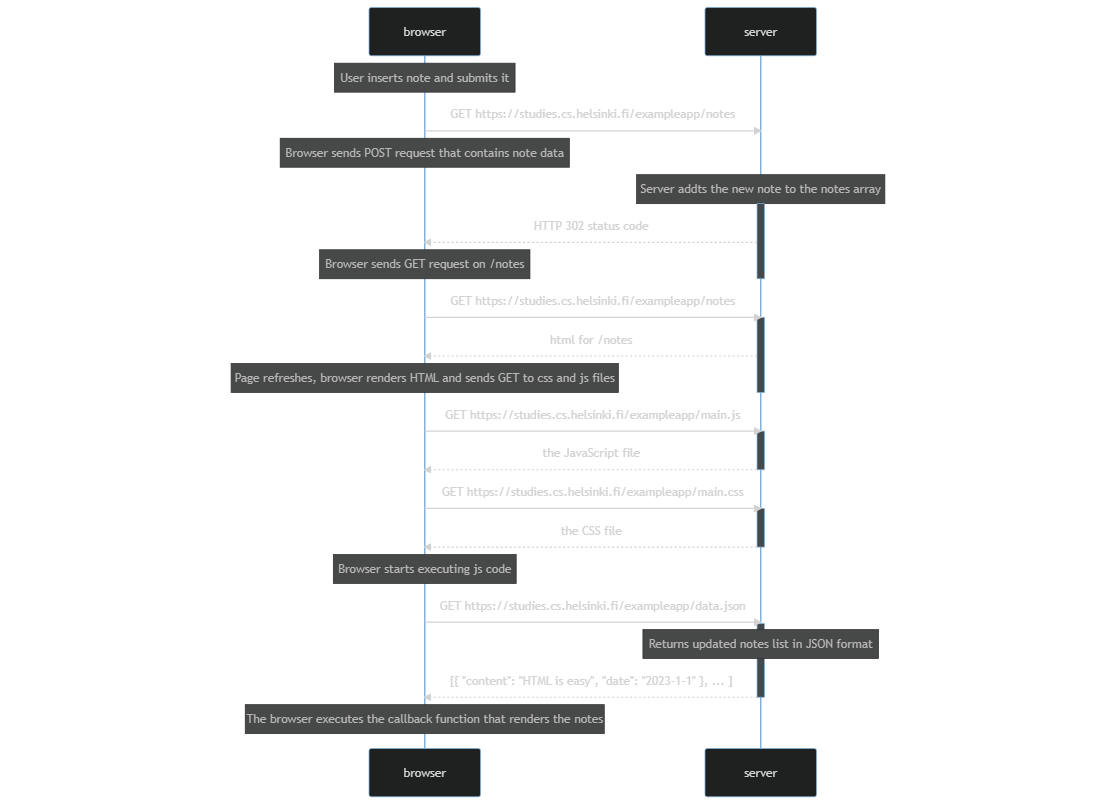 browser
server
User inserts note and submits it
GET https://studies.cs.helsinki.fi/exampleapp/notes
Browser sends POST request that contains note data
Server addts the new note to the notes array
HTTP 302 status code
Browser sends GET request on /notes
GET https://studies.cs.helsinki.fi/exampleapp/notes
html for /notes
Page refreshes, browser renders HTML and sends GET to css and js files
GET https://studies.cs.helsinki.fi/exampleapp/main.js
the JavaScript file
GET https://studies.cs.helsinki.fi/exampleapp/main.css
the CSS file
Browser starts executing js code
GET https://studies.cs.helsinki.fi/exampleapp/data.json
Returns updated notes list in JSON format
[{ "content": "HTML is easy", "date": "2023-1-1" }, ... ]
The browser executes the callback function that renders the notes
browser
server